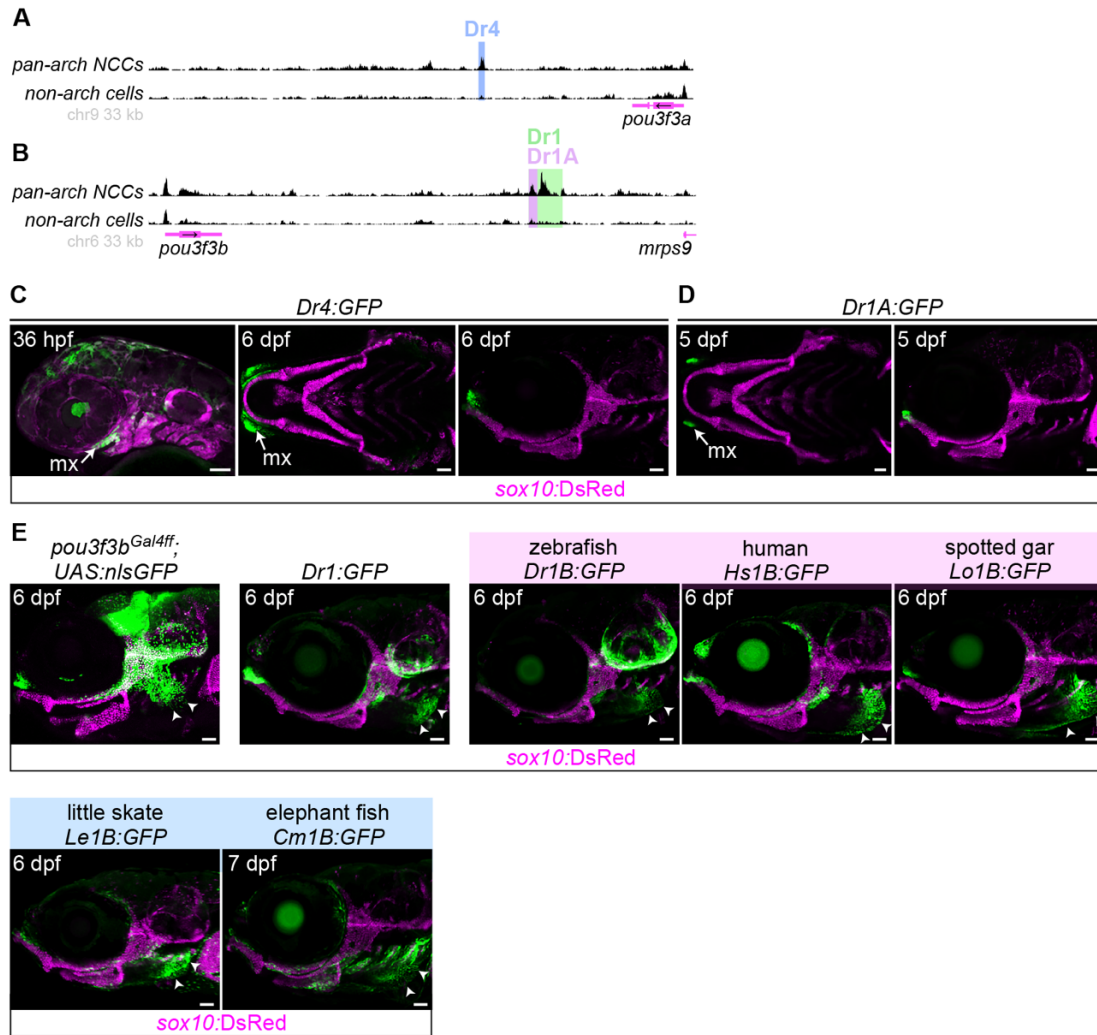 A
Dr4
pan-arch NCCs
non-arch cells
chr9 33 kb
pou3f3a
B
Dr1
Dr1A
pan-arch NCCs
non-arch cells
chr6 33 kb
pou3f3b
mrps9
C
Dr4:GFP
36 hpf
mx
6 dpf
mx
6 dpf
D
Dr1A:GFP
5 dpf
mx
5 dpf
sox10:DsRed
E
pou3f3bGal4ff;
UAS:nlsGFP
6 dpf
Dr1:GFP
6 dpf
zebrafish
Dr1B:GFP
6 dpf
human
Hs1B:GFP
6 dpf
spotted gar
Lo1B:GFP
6 dpf
sox10:DsRed
little skate
Le1B:GFP
6 dpf
elephant fish
Cm1B:GFP
7 dpf
sox10:DsRed